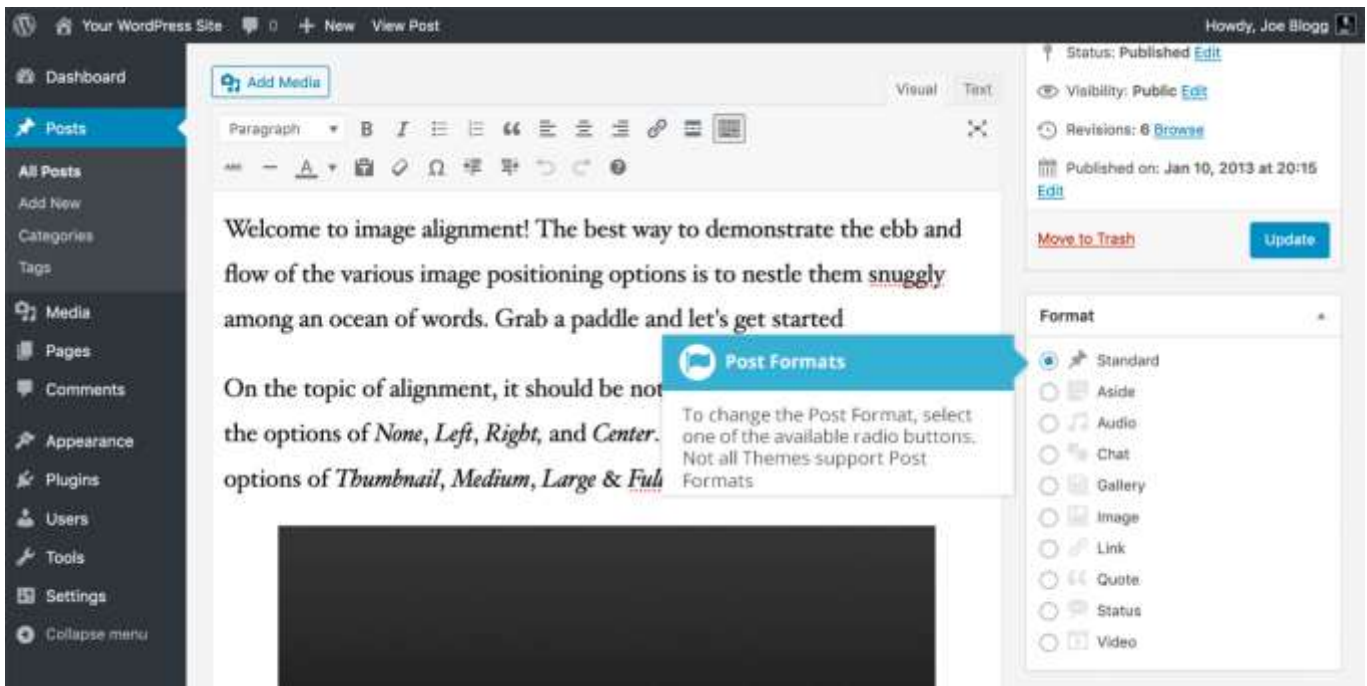 Your WordPress Site 0 + New View Post
Howdy, Joe Blogg
Dashboard
Posts
All Posts
Add New
Categories
Tags
Media
Pages
Comments
Appearance
Plugins
Users
Tools
Settings
Collapse menu
Add Media
Visual Text
Paragraph B I
ABC A Ω
Welcome to image alignment! The best way to demonstrate the ebb and
flow of the various image positioning options is to nestle them snuggly
among an ocean of words. Grab a paddle and let's get started
On the topic of alignment, it should be not
the options of None, Left, Right, and Center.
options of Thumbnail, Medium, Large & Full
Post Formats
To change the Post Format, select
one of the available radio buttons.
Not all Themes support Post
Formats
Status: Published Edit
Visibility: Public Edit
Revisions: 6 Browse
Published on: Jan 10, 2013 at 20:15
Edit
Move to Trash
Update
Format
Standard
Aside
Audio
Chat
Gallery
Image
Link
Quote
Status
Video